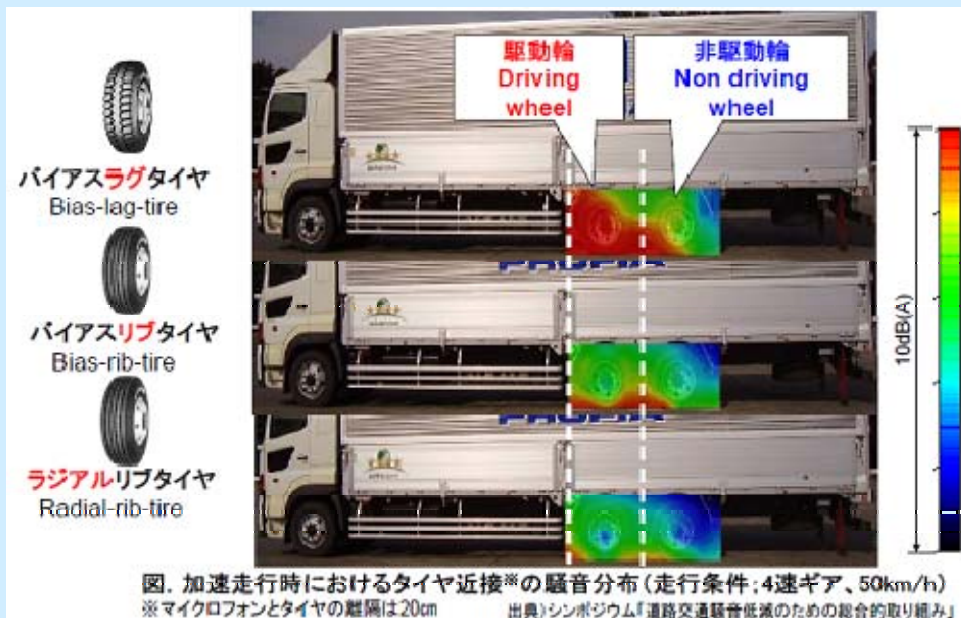 駆動輪
Driving
wheel
非駆動輪
Non driving
wheel
バイアスラグタイヤ
Bias-lag-tire
バイアスリブタイヤ
Bias-rib-tire
ラジアルリブタイヤ
Radial-rib-tire
10dB(A)
図. 加速走行時におけるタイヤ近接※の騒音分布(走行条件;4速ギア、50km/h)
※マイクロフォンとタイヤの離隔は20cm
出典)シンポジウム『道路交通騒音低減のための総合的取り組み』